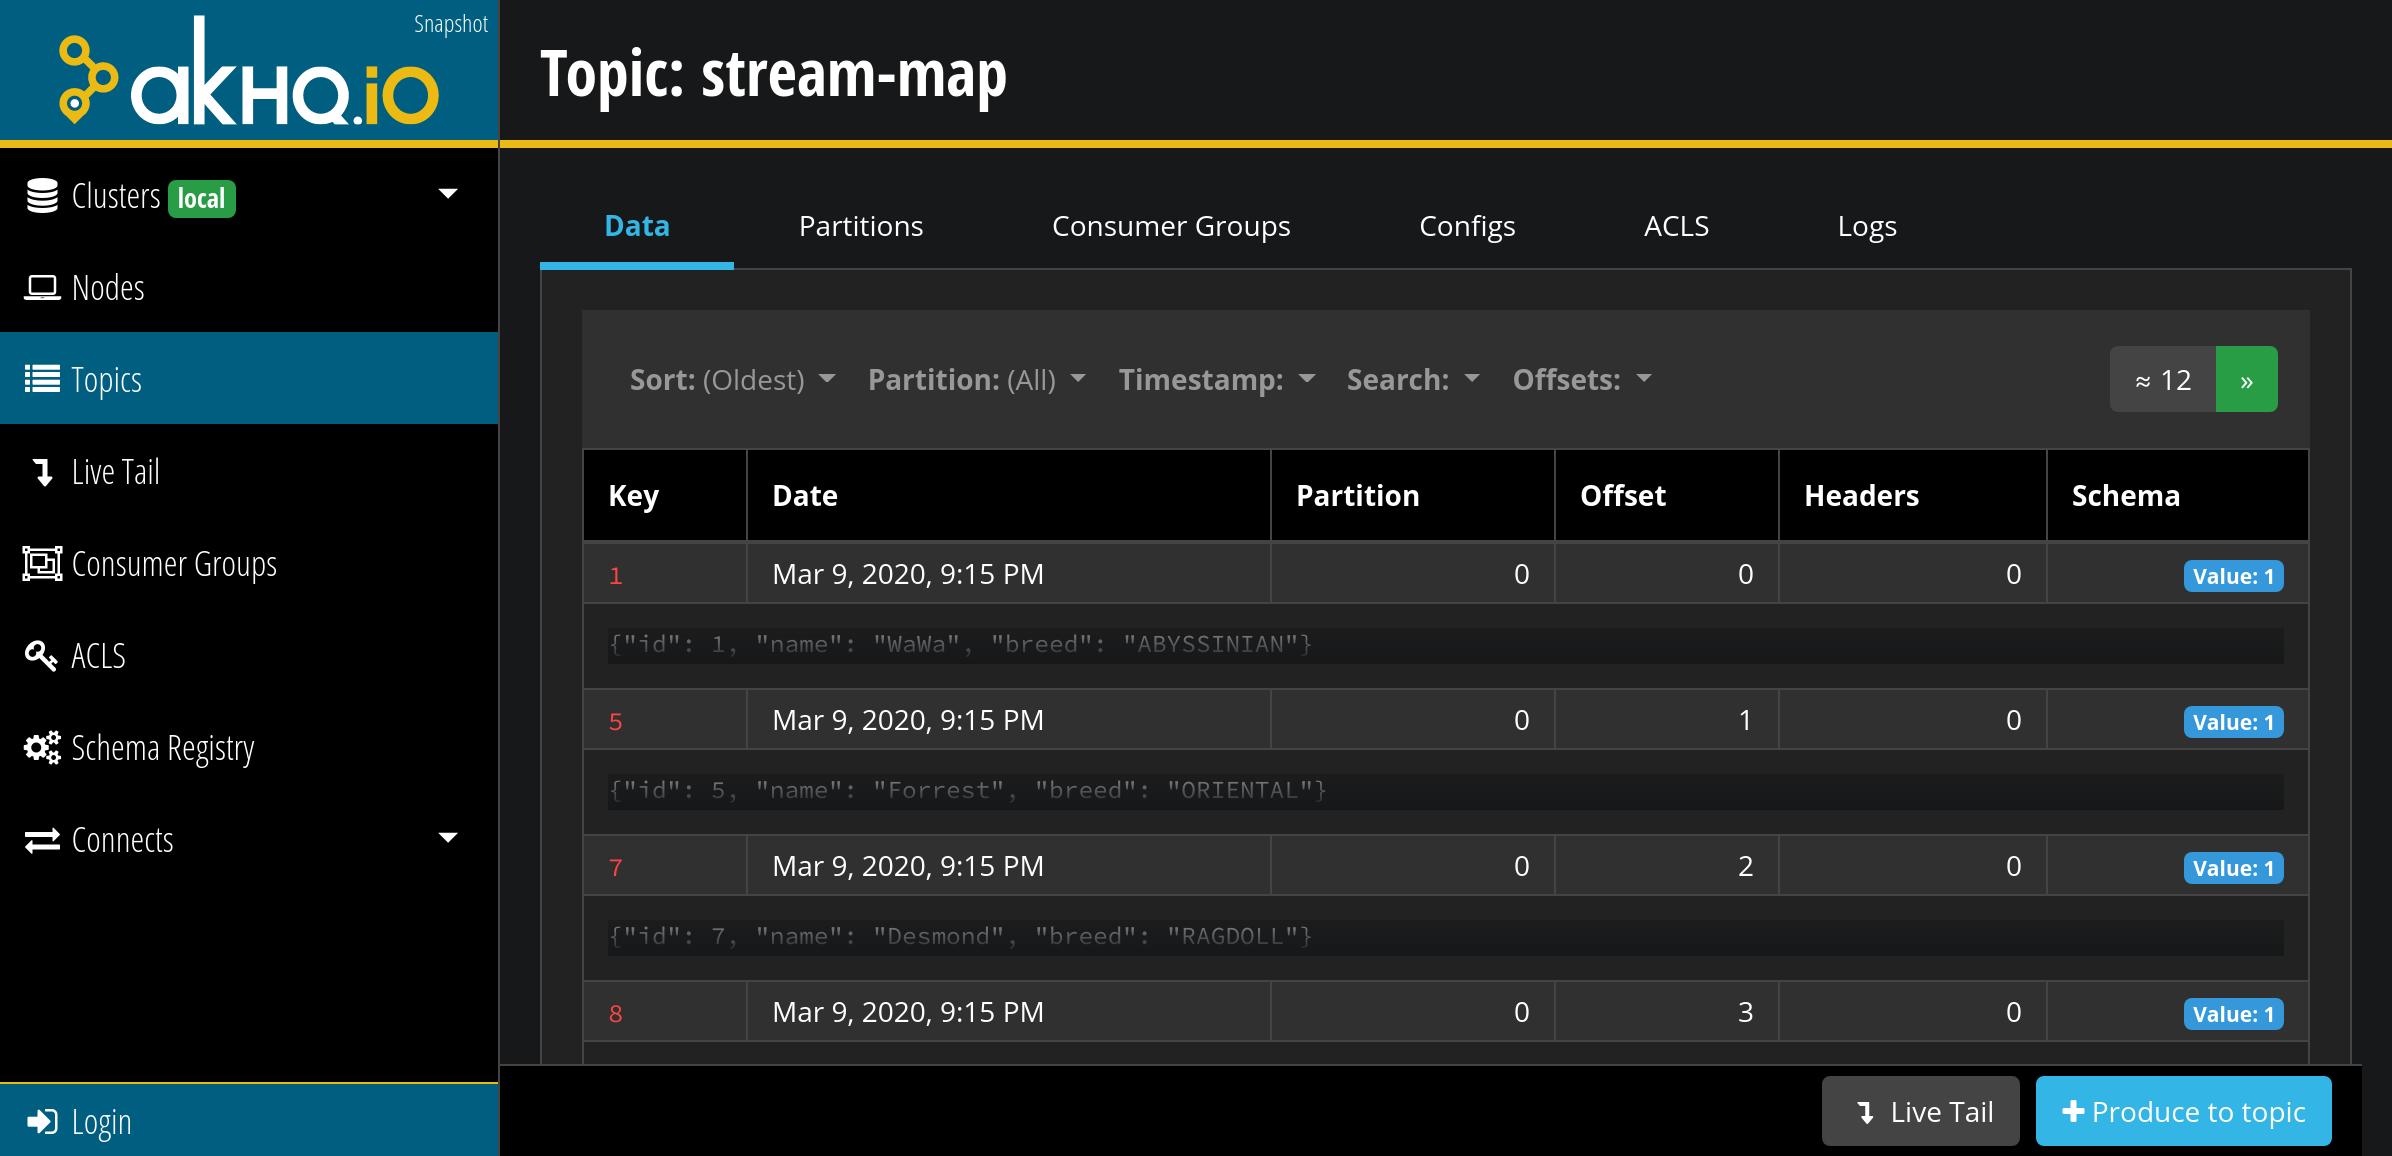 Snapshot
akHQ.io
Topic: stream-map
Clusters local
Nodes
Topics
Live Tail
Consumer Groups
ACLS
Schema Registry
Connects
Login
Data Partitions Consumer Groups Configs ACLS Logs
Sort: (Oldest) Partition: (All) Timestamp: Search: Offsets: ≈ 12 »
Key Date Partition Offset Headers Schema
1 Mar 9, 2020, 9:15 PM 0 0 0 Value: 1
{"id": 1, "name": "WaWa", "breed": "ABYSSINIAN"}
5 Mar 9, 2020, 9:15 PM 0 1 0 Value: 1
{"id": 5, "name": "Forrest", "breed": "ORIENTAL"}
7 Mar 9, 2020, 9:15 PM 0 2 0 Value: 1
{"id": 7, "name": "Desmond", "breed": "RAGDOLL"}
8 Mar 9, 2020, 9:15 PM 0 3 0 Value: 1
Live Tail Produce to topic